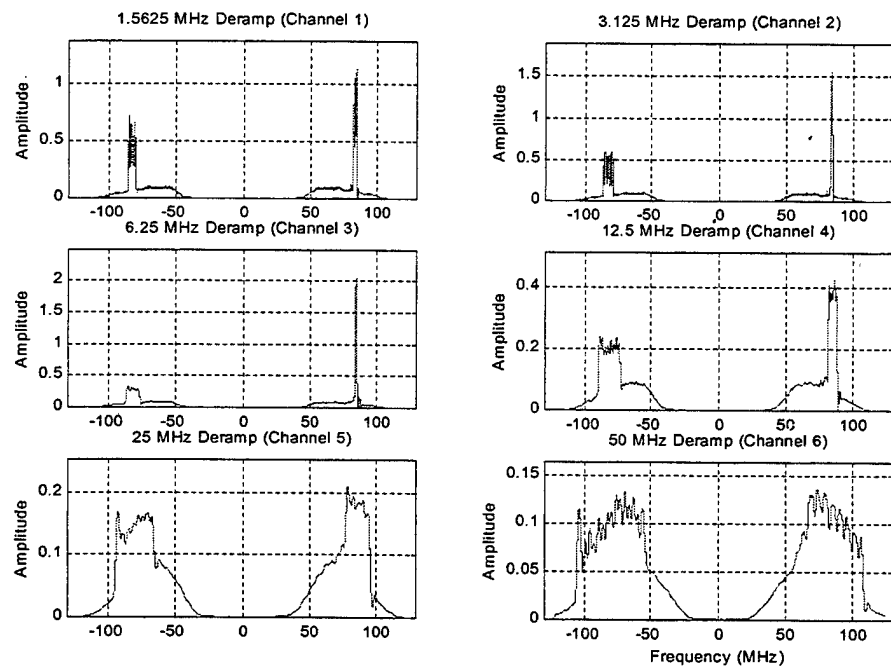 1.5625 MHz Deramp (Channel 1)
Amplitude
1
0.5
0
-100 -50 0 50 100
3.125 MHz Deramp (Channel 2)
Amplitude
1.5
1
0.5
0
-100 -50 0 50 100
6.25 MHz Deramp (Channel 3)
Amplitude
2
1.5
1
0.5
0
-100 -50 0 50 100
12.5 MHz Deramp (Channel 4)
Amplitude
0.4
0.2
0
-100 -50 0 50 100
25 MHz Deramp (Channel 5)
Amplitude
0.2
0.1
0
-100 -50 0 50 100
50 MHz Deramp (Channel 6)
Amplitude
0.15
0.1
0.05
0
-100 -50 0 50 100
Frequency (MHz)